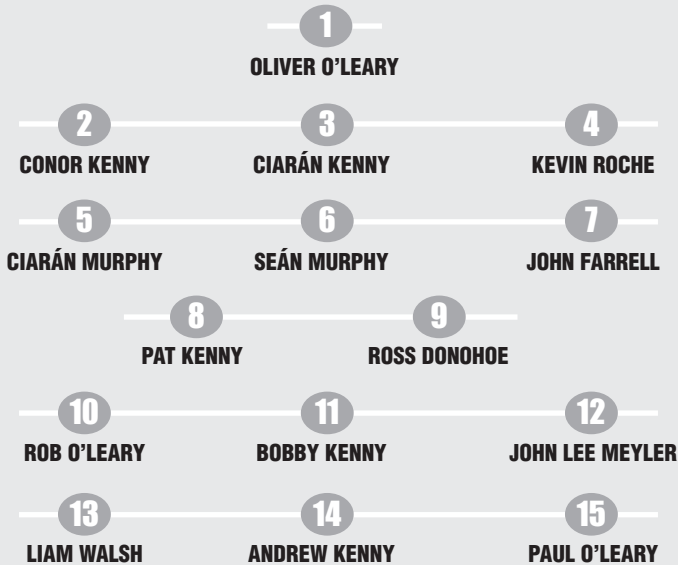 1
OLIVER O’LEARY
2 3 4
CONOR KENNY CIARÁN KENNY KEVIN ROCHE
5 6 7
CIARÁN MURPHY SEÁN MURPHY JOHN FARRELL
8 9
PAT KENNY ROSS DONOHOE
10 11 12
ROB O’LEARY BOBBY KENNY JOHN LEE MEYLER
13 14 15
LIAM WALSH ANDREW KENNY PAUL O’LEARY